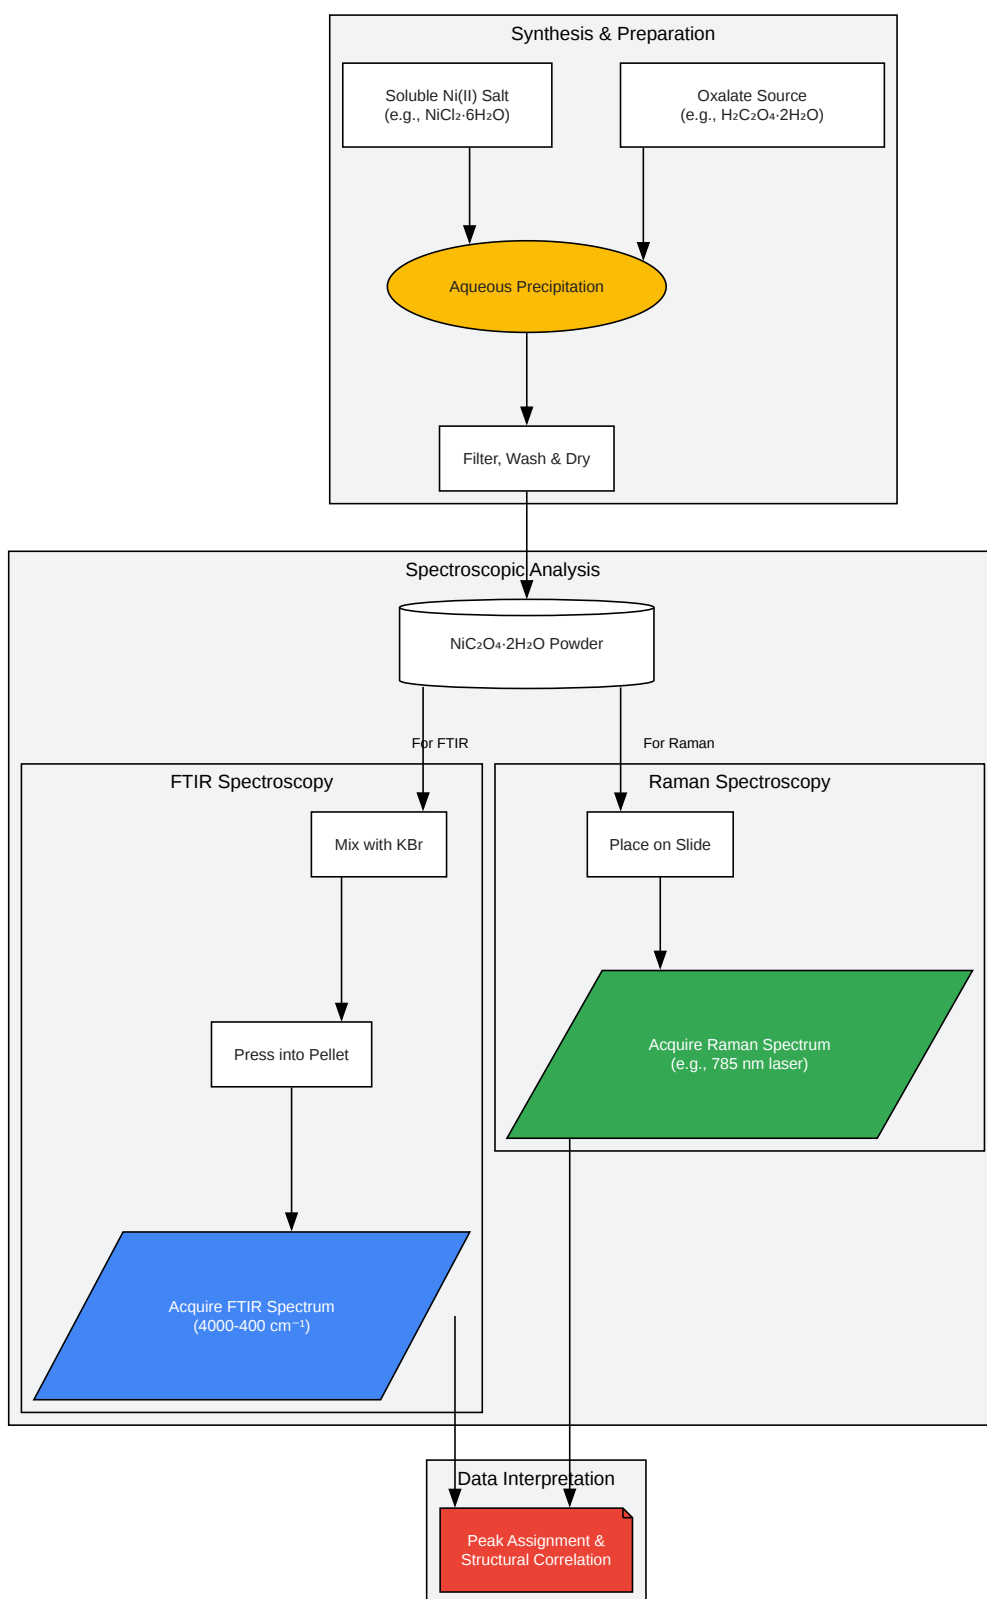 Synthesis & Preparation
Soluble Ni(II) Salt
(e.g., NiCl₂·6H₂O)
Oxalate Source
(e.g., H₂C₂O₄·2H₂O)
Aqueous Precipitation
Filter, Wash & Dry
Spectroscopic Analysis
NiC₂O₄·2H₂O Powder
For FTIR
For Raman
FTIR Spectroscopy
Mix with KBr
Press into Pellet
Acquire FTIR Spectrum
(4000-400 cm⁻¹)
Raman Spectroscopy
Place on Slide
Acquire Raman Spectrum
(e.g., 785 nm laser)
Data Interpretation
Peak Assignment &
Structural Correlation